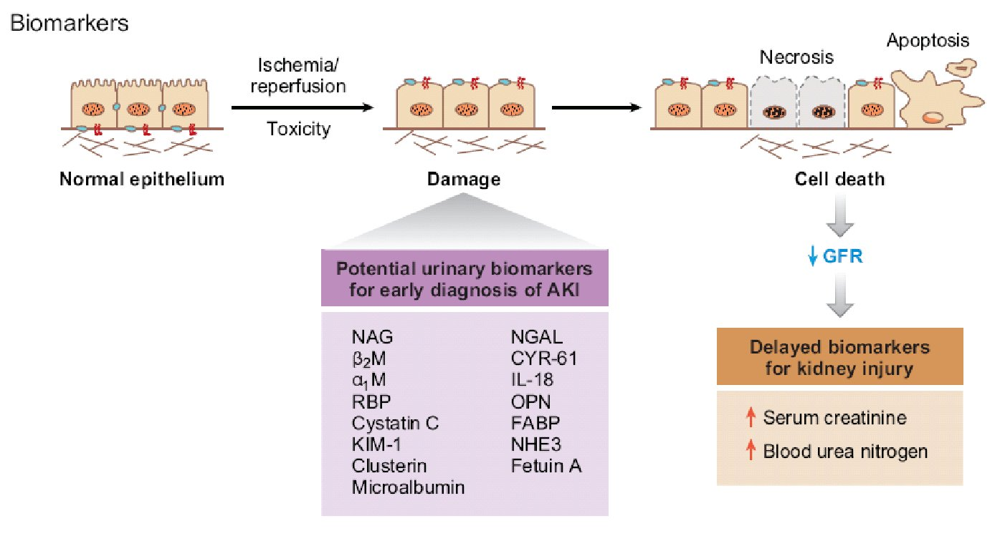 Biomarkers
Ischemia/
reperfusion
Toxicity
Necrosis
Apoptosis
Normal epithelium
Damage
Cell death
Potential urinary biomarkers
for early diagnosis of AKI
NAG
β₂M
α₁M
RBP
Cystatin C
KIM-1
Clusterin
Microalbumin
NGAL
CYR-61
IL-18
OPN
FABP
NHE3
Fetuin A
↓ GFR
Delayed biomarkers
for kidney injury
↑ Serum creatinine
↑ Blood urea nitrogen